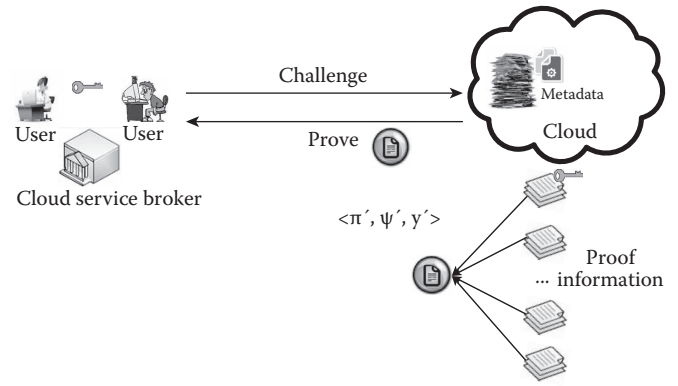 Challenge
Metadata
User
User
Prove
Cloud
Cloud service broker
<π´, ψ´, y´>
Proof
... information